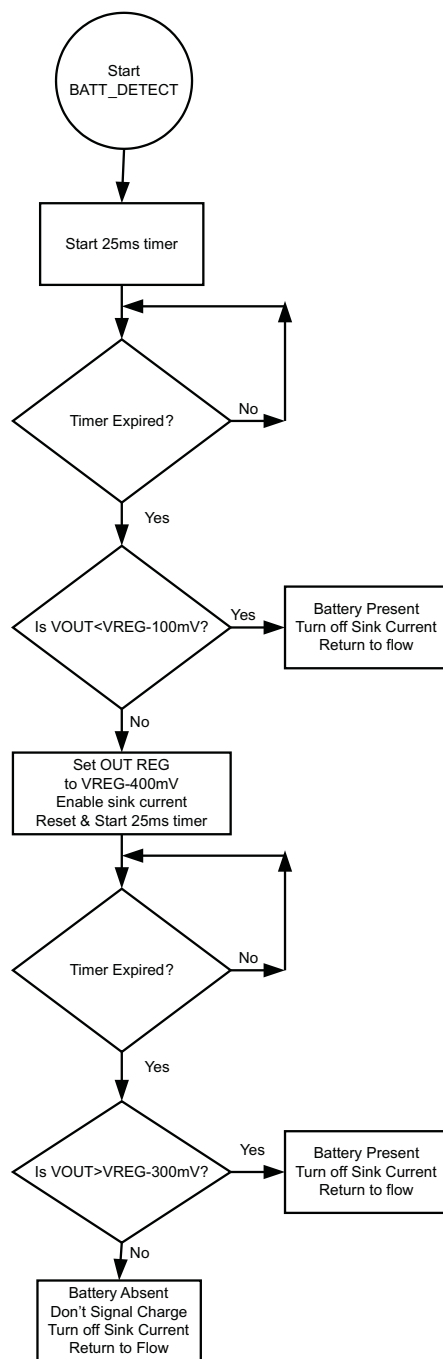 Start
BATT_DETECT
Start 25ms timer
Timer Expired?
No
Yes
Is VOUT<VREG-100mV?
Yes
Battery Present
Turn off Sink Current
Return to flow
No
Set OUT REG
to VREG-400mV
Enable sink current
Reset & Start 25ms timer
Timer Expired?
No
Yes
Is VOUT>VREG-300mV?
Yes
Battery Present
Turn off Sink Current
Return to flow
No
Battery Absent
Don’t Signal Charge
Turn off Sink Current
Return to Flow